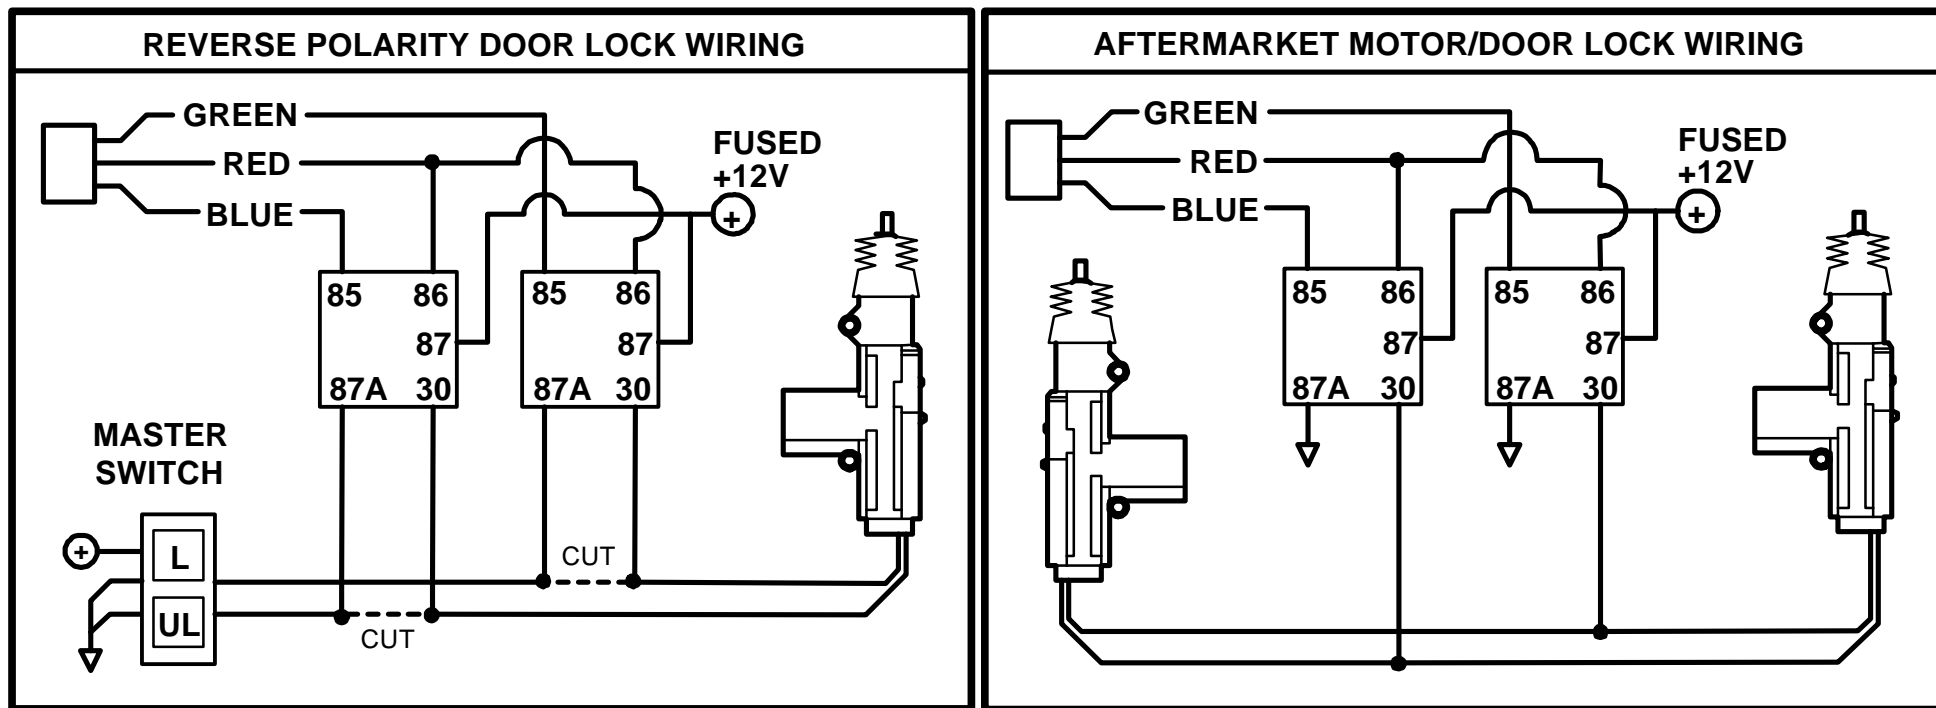 REVERSE POLARITY DOOR LOCK WIRING
GREEN
RED
BLUE
FUSED
+12V
+
85 86
87
87A 30
85 86
87
87A 30
MASTER
SWITCH
+
L
UL
CUT
CUT
AFTERMARKET MOTOR/DOOR LOCK WIRING
GREEN
RED
BLUE
FUSED
+12V
+
85 86
87
87A 30
85 86
87
87A 30